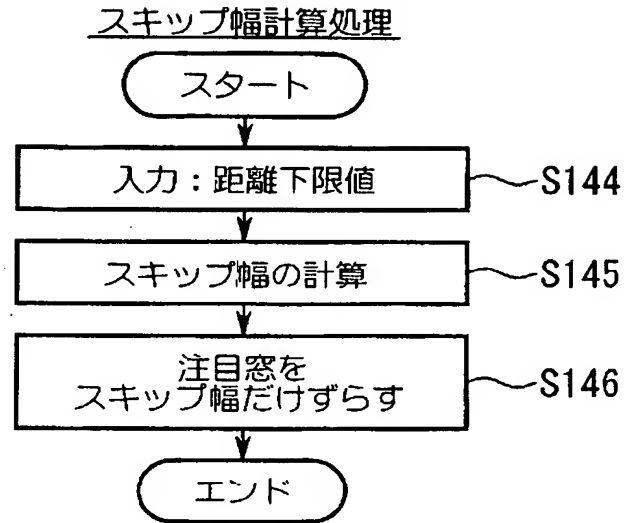 スキップ幅計算処理
スタート
入力：距離下限値
S144
スキップ幅の計算
S145
注目窓を
スキップ幅だけずらす
S146
エンド